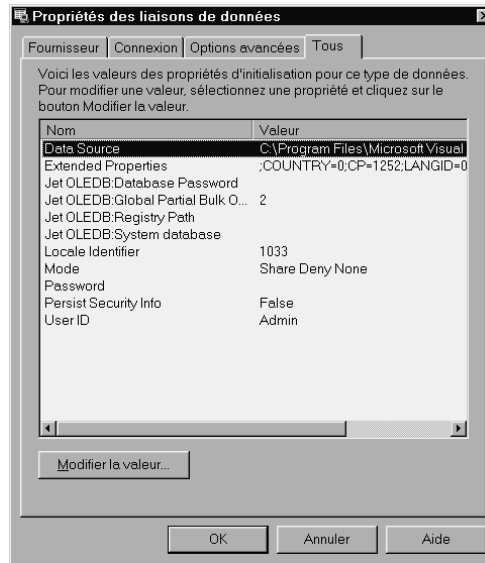 Propriétés des liaisons de données
Fournisseur Connexion Options avancées Tous
Voici les valeurs des propriétés d'initialisation pour ce type de données.
Pour modifier une valeur, sélectionnez une propriété et cliquez sur le
bouton Modifier la valeur.
Nom Valeur
Data Source C:\Program Files\Microsoft Visual
Extended Properties ;COUNTRY=0;CP=1252;LANGID=0
Jet OLEDB:Database Password
Jet OLEDB:Global Partial Bulk O... 2
Jet OLEDB:Registry Path
Jet OLEDB:System database
Locale Identifier 1033
Mode Share Deny None
Password
Persist Security Info False
User ID Admin
Modifier la valeur...
OK Annuler Aide